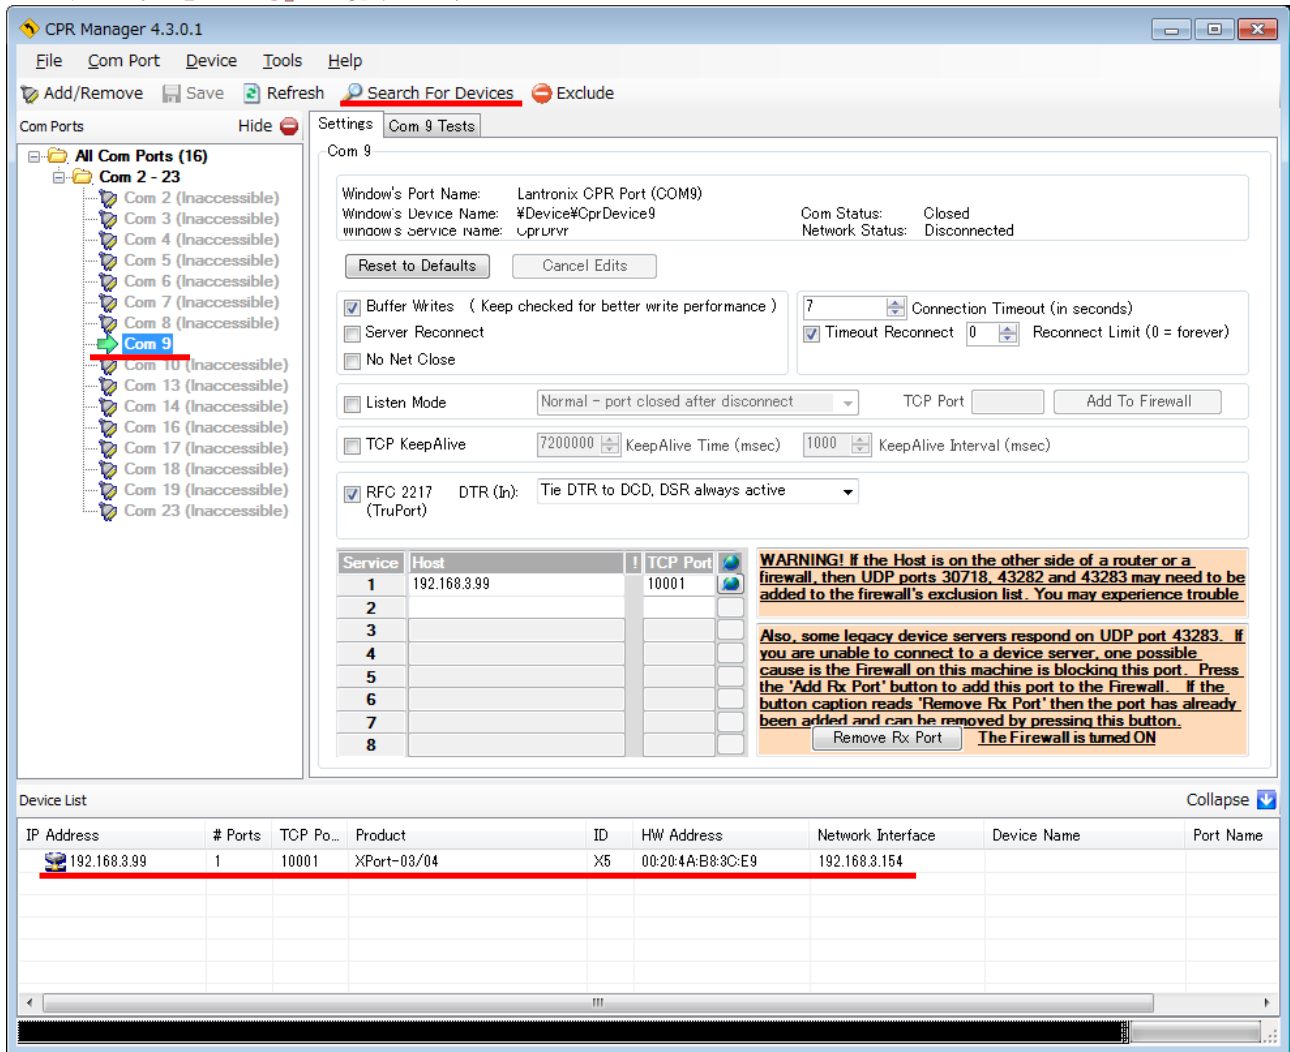 CPR Manager 4.3.0.1
File Com Port Device Tools Help
Add/Remove Save Refresh Search For Devices Exclude
Com Ports Hide
All Com Ports (16)
Com 2 - 23
Com 2 (Inaccessible)
Com 3 (Inaccessible)
Com 4 (Inaccessible)
Com 5 (Inaccessible)
Com 6 (Inaccessible)
Com 7 (Inaccessible)
Com 8 (Inaccessible)
Com 9
Com 10 (Inaccessible)
Com 13 (Inaccessible)
Com 14 (Inaccessible)
Com 16 (Inaccessible)
Com 17 (Inaccessible)
Com 18 (Inaccessible)
Com 19 (Inaccessible)
Com 23 (Inaccessible)
Settings Com 9 Tests
Com 9
Window's Port Name: Lantronix CPR Port (COM9)
Window's Device Name: ¥Device¥CprDevice9 Com Status: Closed
Window's Service Name: CprDrvr Network Status: Disconnected
Reset to Defaults Cancel Edits
Buffer Writes ( Keep checked for better write performance ) 7 Connection Timeout (in seconds)
Server Reconnect Timeout Reconnect 0 Reconnect Limit (0 = forever)
No Net Close
Listen Mode Normal - port closed after disconnect TCP Port Add To Firewall
TCP KeepAlive 7200000 KeepAlive Time (msec) 1000 KeepAlive Interval (msec)
RFC 2217 DTR (In): Tie DTR to DCD, DSR always active
(TruPort)
Service Host ! TCP Port
1 192.168.3.99 10001
2
3
4
5
6
7
8
WARNING! If the Host is on the other side of a router or a
firewall, then UDP ports 30718, 43282 and 43283 may need to be
added to the firewall's exclusion list. You may experience trouble
Also, some legacy device servers respond on UDP port 43283. If
you are unable to connect to a device server, one possible
cause is the Firewall on this machine is blocking this port. Press
the 'Add Rx Port' button to add this port to the Firewall. If the
button caption reads 'Remove Rx Port' then the port has already
been added and can be removed by pressing this button.
Remove Rx Port The Firewall is turned ON
Device List Collapse
IP Address # Ports TCP Po... Product ID HW Address Network Interface Device Name Port Name
192.168.3.99 1 10001 XPort-03/04 X5 00:20:4A:B8:3C:E9 192.168.3.154